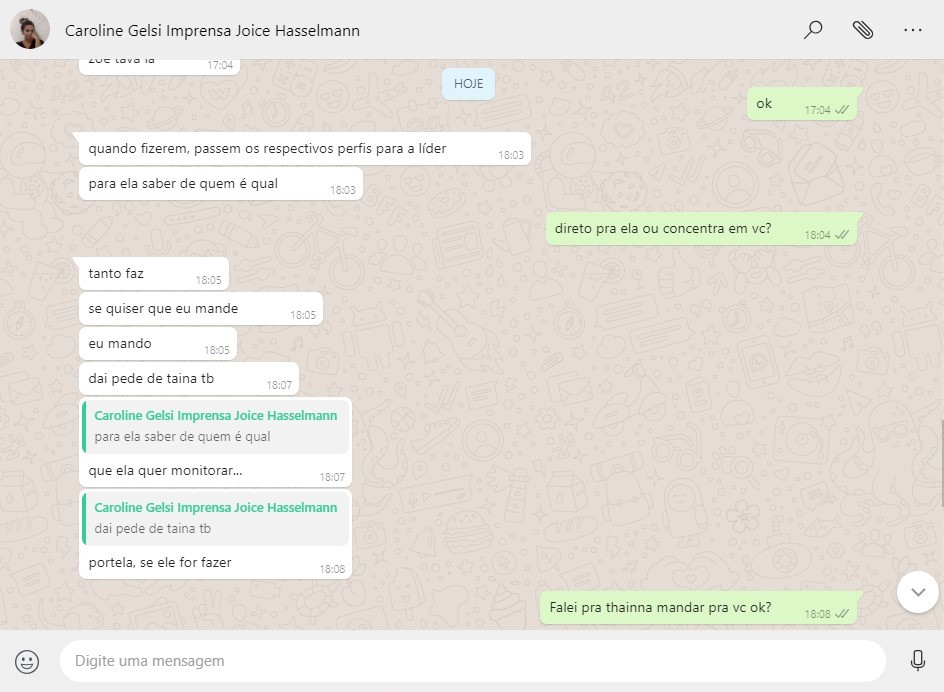 Caroline Gelsi Imprensa Joice Hasselmann
zoe tava la
17:04
HOJE
ok
17:04
quando fizerem, passem os respectivos perfis para a líder
18:03
para ela saber de quem é qual
18:03
direto pra ela ou concentra em vc?
18:04
tanto faz
18:05
se quiser que eu mande
18:05
eu mando
18:05
dai pede de taina tb
18:07
Caroline Gelsi Imprensa Joice Hasselmann
para ela saber de quem é qual
que ela quer monitorar...
18:07
Caroline Gelsi Imprensa Joice Hasselmann
dai pede de taina tb
portela, se ele for fazer
18:08
Falei pra thainna mandar pra vc ok?
18:08
Digite uma mensagem